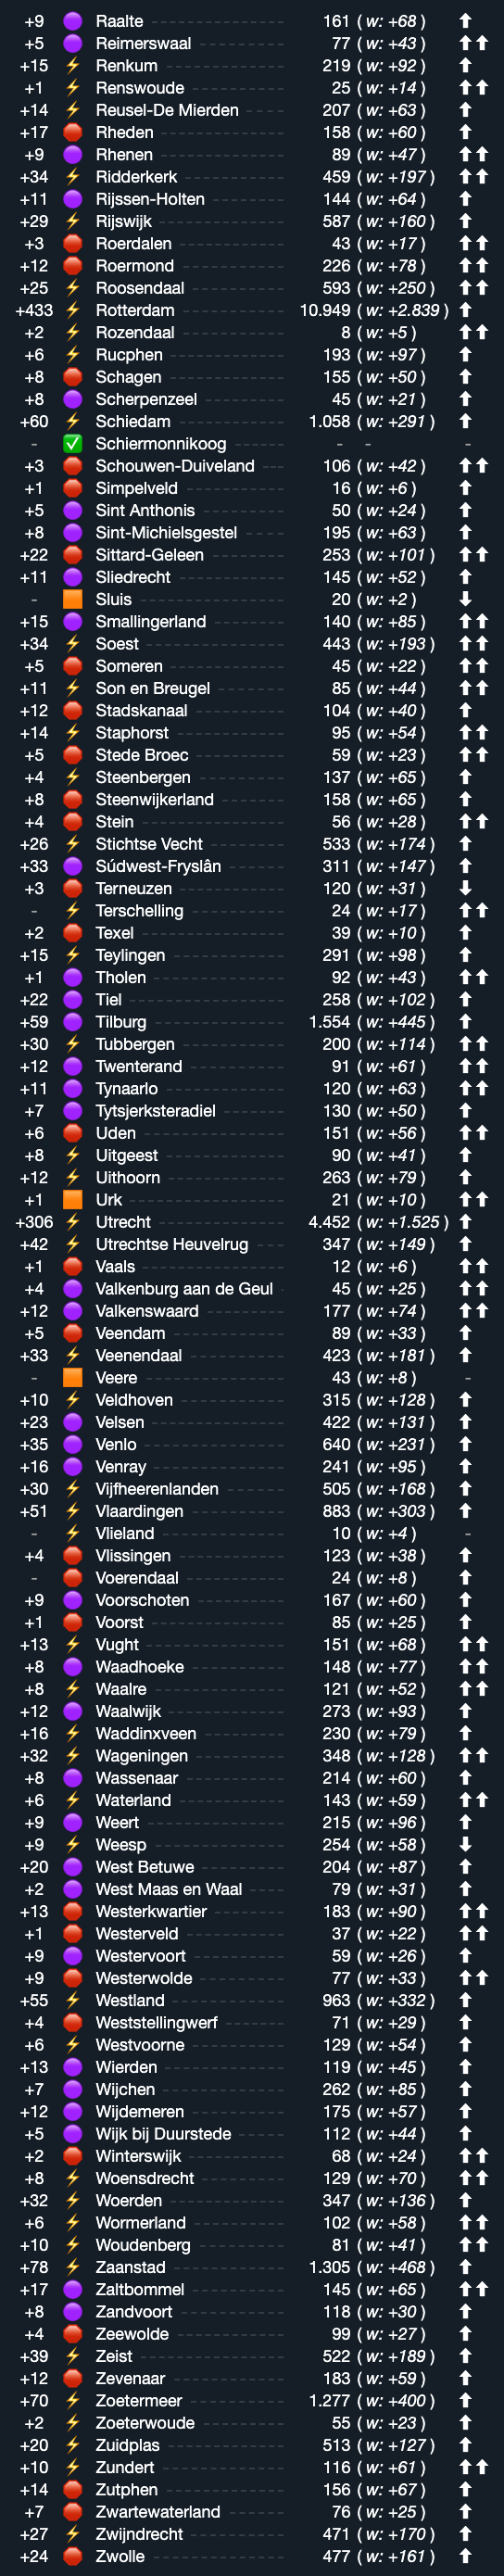 +9 Raalte 161 ( w: +68 )
+5 Reimerswaal 77 ( w: +43 )
+15 Renkum 219 ( w: +92 )
+1 Renswoude 25 ( w: +14 )
+14 Reusel-De Mierden 207 ( w: +63 )
+17 Rheden 158 ( w: +60 )
+9 Rhenen 89 ( w: +47 )
+34 Ridderkerk 459 ( w: +197 )
+11 Rijssen-Holten 144 ( w: +64 )
+29 Rijswijk 587 ( w: +160 )
+3 Roerdalen 43 ( w: +17 )
+12 Roermond 226 ( w: +78 )
+25 Roosendaal 593 ( w: +250 )
+433 Rotterdam 10.949 ( w: +2.839 )
+2 Rozendaal 8 ( w: +5 )
+6 Rucphen 193 ( w: +97 )
+8 Schagen 155 ( w: +50 )
+8 Scherpenzeel 45 ( w: +21 )
+60 Schiedam 1.058 ( w: +291 )
- Schiermonnikoog - - -
+3 Schouwen-Duiveland 106 ( w: +42 )
+1 Simpelveld 16 ( w: +6 )
+5 Sint Anthonis 50 ( w: +24 )
+8 Sint-Michielsgestel 195 ( w: +63 )
+22 Sittard-Geleen 253 ( w: +101 )
+11 Sliedrecht 145 ( w: +52 )
- Sluis 20 ( w: +2 )
+15 Smallingerland 140 ( w: +85 )
+34 Soest 443 ( w: +193 )
+5 Someren 45 ( w: +22 )
+11 Son en Breugel 85 ( w: +44 )
+12 Stadskanaal 104 ( w: +40 )
+14 Staphorst 95 ( w: +54 )
+5 Stede Broec 59 ( w: +23 )
+4 Steenbergen 137 ( w: +65 )
+8 Steenwijkerland 158 ( w: +65 )
+4 Stein 56 ( w: +28 )
+26 Stichtse Vecht 533 ( w: +174 )
+33 Súdwest-Fryslân 311 ( w: +147 )
+3 Terneuzen 120 ( w: +31 )
- Terschelling 24 ( w: +17 )
+2 Texel 39 ( w: +10 )
+15 Teylingen 291 ( w: +98 )
+1 Tholen 92 ( w: +43 )
+22 Tiel 258 ( w: +102 )
+59 Tilburg 1.554 ( w: +445 )
+30 Tubbergen 200 ( w: +114 )
+12 Twenterand 91 ( w: +61 )
+11 Tynaarlo 120 ( w: +63 )
+7 Tytsjerksteradiel 130 ( w: +50 )
+6 Uden 151 ( w: +56 )
+8 Uitgeest 90 ( w: +41 )
+12 Uithoorn 263 ( w: +79 )
+1 Urk 21 ( w: +10 )
+306 Utrecht 4.452 ( w: +1.525 )
+42 Utrechtse Heuvelrug 347 ( w: +149 )
+1 Vaals 12 ( w: +6 )
+4 Valkenburg aan de Geul 45 ( w: +25 )
+12 Valkenswaard 177 ( w: +74 )
+5 Veendam 89 ( w: +33 )
+33 Veenendaal 423 ( w: +181 )
- Veere 43 ( w: +8 ) -
+10 Veldhoven 315 ( w: +128 )
+23 Velsen 422 ( w: +131 )
+35 Venlo 640 ( w: +231 )
+16 Venray 241 ( w: +95 )
+30 Vijfheerenlanden 505 ( w: +168 )
+51 Vlaardingen 883 ( w: +303 )
- Vlieland 10 ( w: +4 ) -
+4 Vlissingen 123 ( w: +38 )
- Voerendaal 24 ( w: +8 )
+9 Voorschoten 167 ( w: +60 )
+1 Voorst 85 ( w: +25 )
+13 Vught 151 ( w: +68 )
+8 Waadhoeke 148 ( w: +77 )
+8 Waalre 121 ( w: +52 )
+12 Waalwijk 273 ( w: +93 )
+16 Waddinxveen 230 ( w: +79 )
+32 Wageningen 348 ( w: +128 )
+8 Wassenaar 214 ( w: +60 )
+6 Waterland 143 ( w: +59 )
+9 Weert 215 ( w: +96 )
+9 Weesp 254 ( w: +58 )
+20 West Betuwe 204 ( w: +87 )
+2 West Maas en Waal 79 ( w: +31 )
+13 Westerkwartier 183 ( w: +90 )
+1 Westerveld 37 ( w: +22 )
+9 Westervoort 59 ( w: +26 )
+9 Westerwolde 77 ( w: +33 )
+55 Westland 963 ( w: +332 )
+4 Weststellingwerf 71 ( w: +29 )
+6 Westvoorne 129 ( w: +54 )
+13 Wierden 119 ( w: +45 )
+7 Wijchen 262 ( w: +85 )
+12 Wijdemeren 175 ( w: +57 )
+5 Wijk bij Duurstede 112 ( w: +44 )
+2 Winterswijk 68 ( w: +24 )
+8 Woensdrecht 129 ( w: +70 )
+32 Woerden 347 ( w: +136 )
+6 Wormerland 102 ( w: +58 )
+10 Woudenberg 81 ( w: +41 )
+78 Zaanstad 1.305 ( w: +468 )
+17 Zaltbommel 145 ( w: +65 )
+8 Zandvoort 118 ( w: +30 )
+4 Zeewolde 99 ( w: +27 )
+39 Zeist 522 ( w: +189 )
+12 Zevenaar 183 ( w: +59 )
+70 Zoetermeer 1.277 ( w: +400 )
+2 Zoeterwoude 55 ( w: +23 )
+20 Zuidplas 513 ( w: +127 )
+10 Zundert 116 ( w: +61 )
+14 Zutphen 156 ( w: +67 )
+7 Zwartewaterland 76 ( w: +25 )
+27 Zwijndrecht 471 ( w: +170 )
+24 Zwolle 477 ( w: +161 )